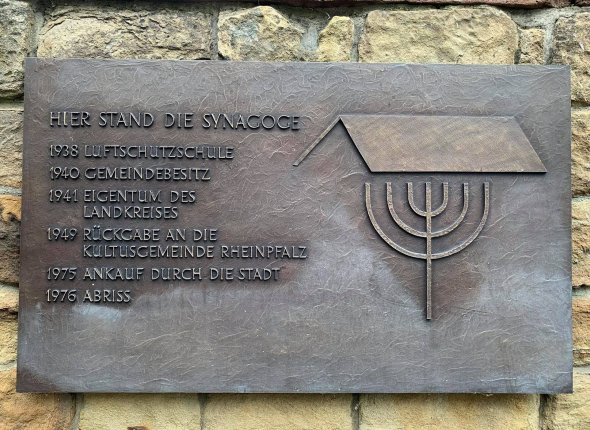 HIER STAND DIE SYNAGOGE
1938 LUFTSCHUTZSCHULE
1940 GEMEINDEBESITZ
1941 EIGENTUM DES
LANDKREISES
1949 RÜCKGABE AN DIE
KULTUSGEMEINDE RHEINPFALZ
1975 ANKAUF DURCH DIE STADT
1976 ABRISS